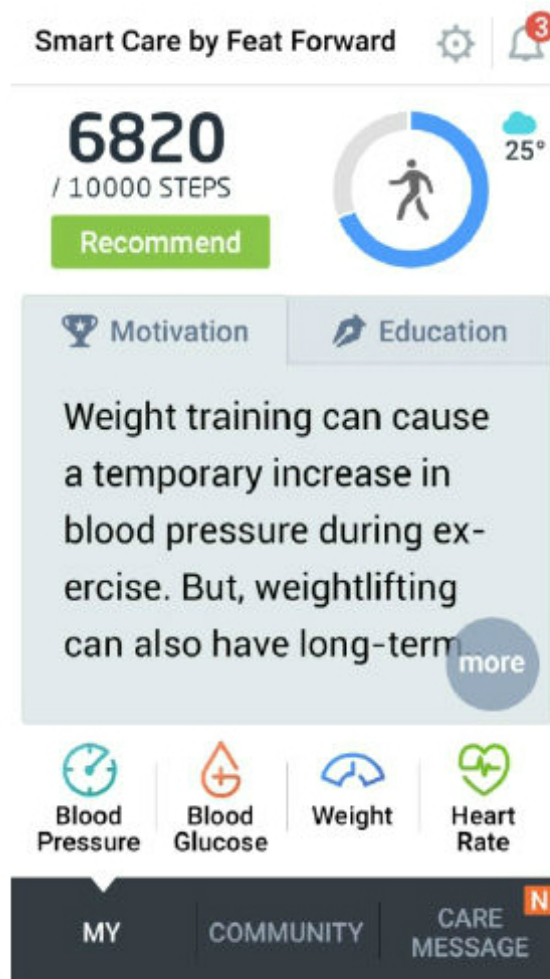 Smart Care by Feat Forward
3
6820
/ 10000 STEPS
25°
Recommend
Motivation
Education
Weight training can cause
a temporary increase in
blood pressure during ex-
ercise. But, weightlifting
can also have long-term
more
Blood
Pressure
Blood
Glucose
Weight
Heart
Rate
MY
COMMUNITY
CARE
MESSAGE
N